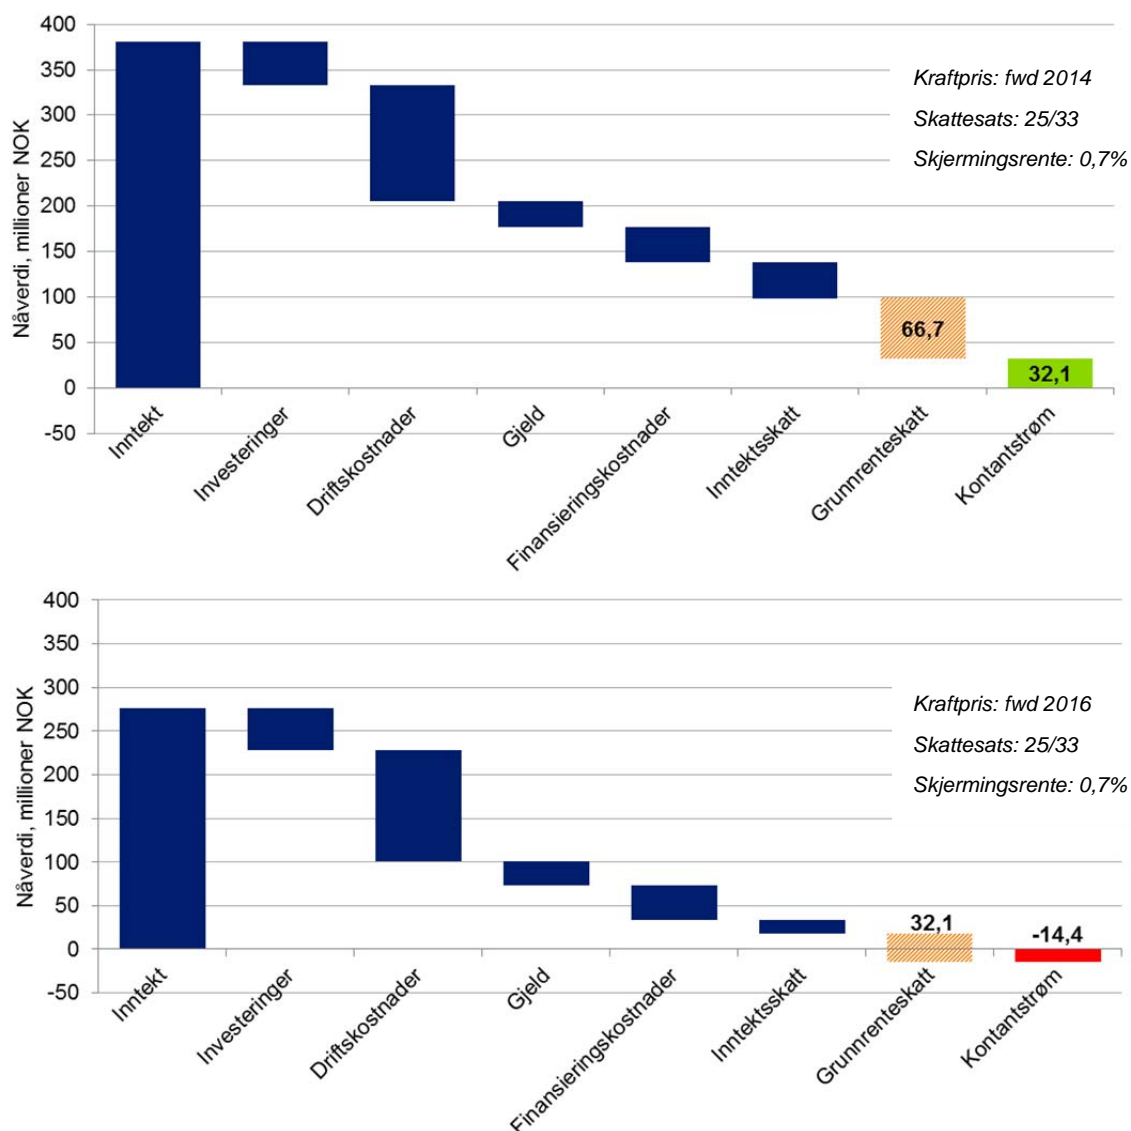 400
350
300
250
200
150
100
50
0
-50
Nåverdi, millioner NOK
Kraftpris: fwd 2014
Skattesats: 25/33
Skjermingsrente: 0,7%
66,7
32,1
Inntekt
Investeringer
Driftskostnader
Gjeld
Finansieringskostnader
Inntektsskatt
Grunnrenteskatt
Kontantstrøm
400
350
300
250
200
150
100
50
0
-50
Nåverdi, millioner NOK
Kraftpris: fwd 2016
Skattesats: 25/33
Skjermingsrente: 0,7%
32,1
-14,4
Inntekt
Investeringer
Driftskostnader
Gjeld
Finansieringskostnader
Inntektsskatt
Grunnrenteskatt
Kontantstrøm